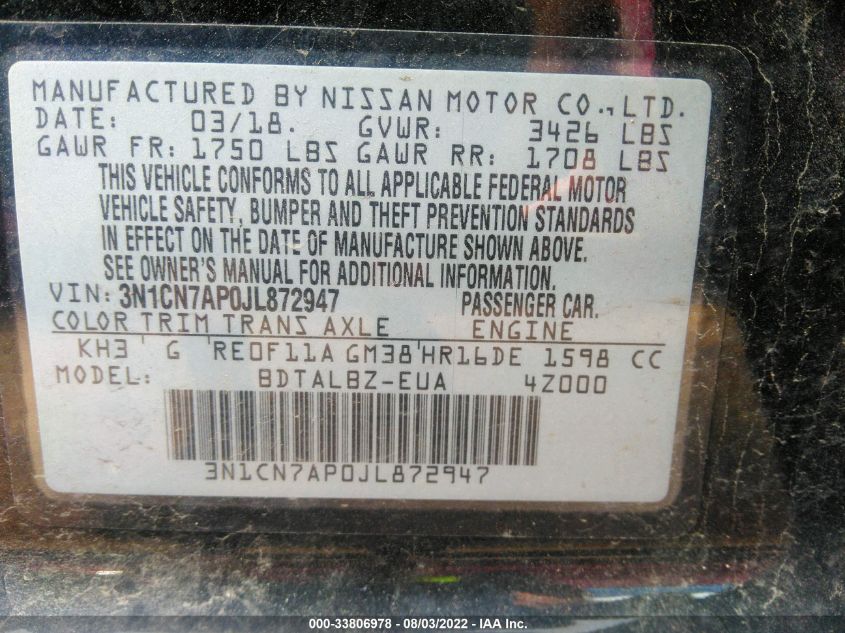 MANUFACTURED BY NISSAN MOTOR CO.,LTD.
DATE: 03/18. GVWR: 3426 LBS
GAWR FR: 1750 LBS GAWR RR: 1708 LBS
THIS VEHICLE CONFORMS TO ALL APPLICABLE FEDERAL MOTOR
VEHICLE SAFETY, BUMPER AND THEFT PREVENTION STANDARDS
IN EFFECT ON THE DATE OF MANUFACTURE SHOWN ABOVE.
SEE OWNER'S MANUAL FOR ADDITIONAL INFORMATION.
VIN: 3N1CN7AP0JL872947 PASSENGER CAR.
COLOR TRIM TRANS AXLE ENGINE
KH3 ' G 'RE0F11A GM38'HR16DE 1598 CC
MODEL: BDTALBZ-EUA 4Z000
3N1CN7AP0JL872947
000-33806978 - 08/03/2022 - IAA Inc.